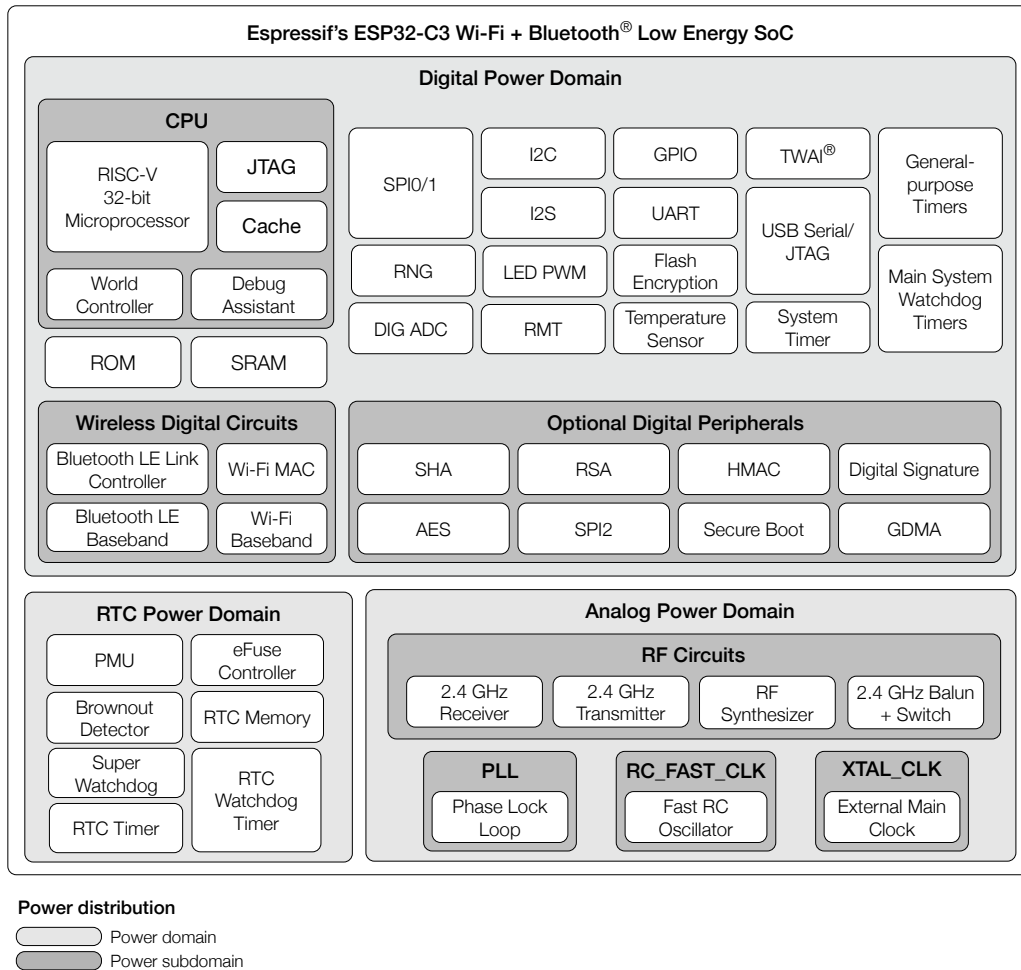 Espressif's ESP32-C3 Wi-Fi + Bluetooth® Low Energy SoC
Digital Power Domain
CPU
RISC-V
32-bit
Microprocessor
JTAG
Cache
World
Controller
Debug
Assistant
ROM
SRAM
SPI0/1
I2C
GPIO
TWAI®
General-
purpose
Timers
I2S
UART
USB Serial/
JTAG
RNG
LED PWM
Flash
Encryption
Main System
Watchdog
Timers
DIG ADC
RMT
Temperature
Sensor
System
Timer
Wireless Digital Circuits
Bluetooth LE Link
Controller
Wi-Fi MAC
Bluetooth LE
Baseband
Wi-Fi
Baseband
Optional Digital Peripherals
SHA
RSA
HMAC
Digital Signature
AES
SPI2
Secure Boot
GDMA
RTC Power Domain
PMU
eFuse
Controller
Brownout
Detector
RTC Memory
Super
Watchdog
RTC
Watchdog
Timer
RTC Timer
Analog Power Domain
RF Circuits
2.4 GHz
Receiver
2.4 GHz
Transmitter
RF
Synthesizer
2.4 GHz Balun
+ Switch
PLL
Phase Lock
Loop
RC_FAST_CLK
Fast RC
Oscillator
XTAL_CLK
External Main
Clock
Power distribution
Power domain
Power subdomain